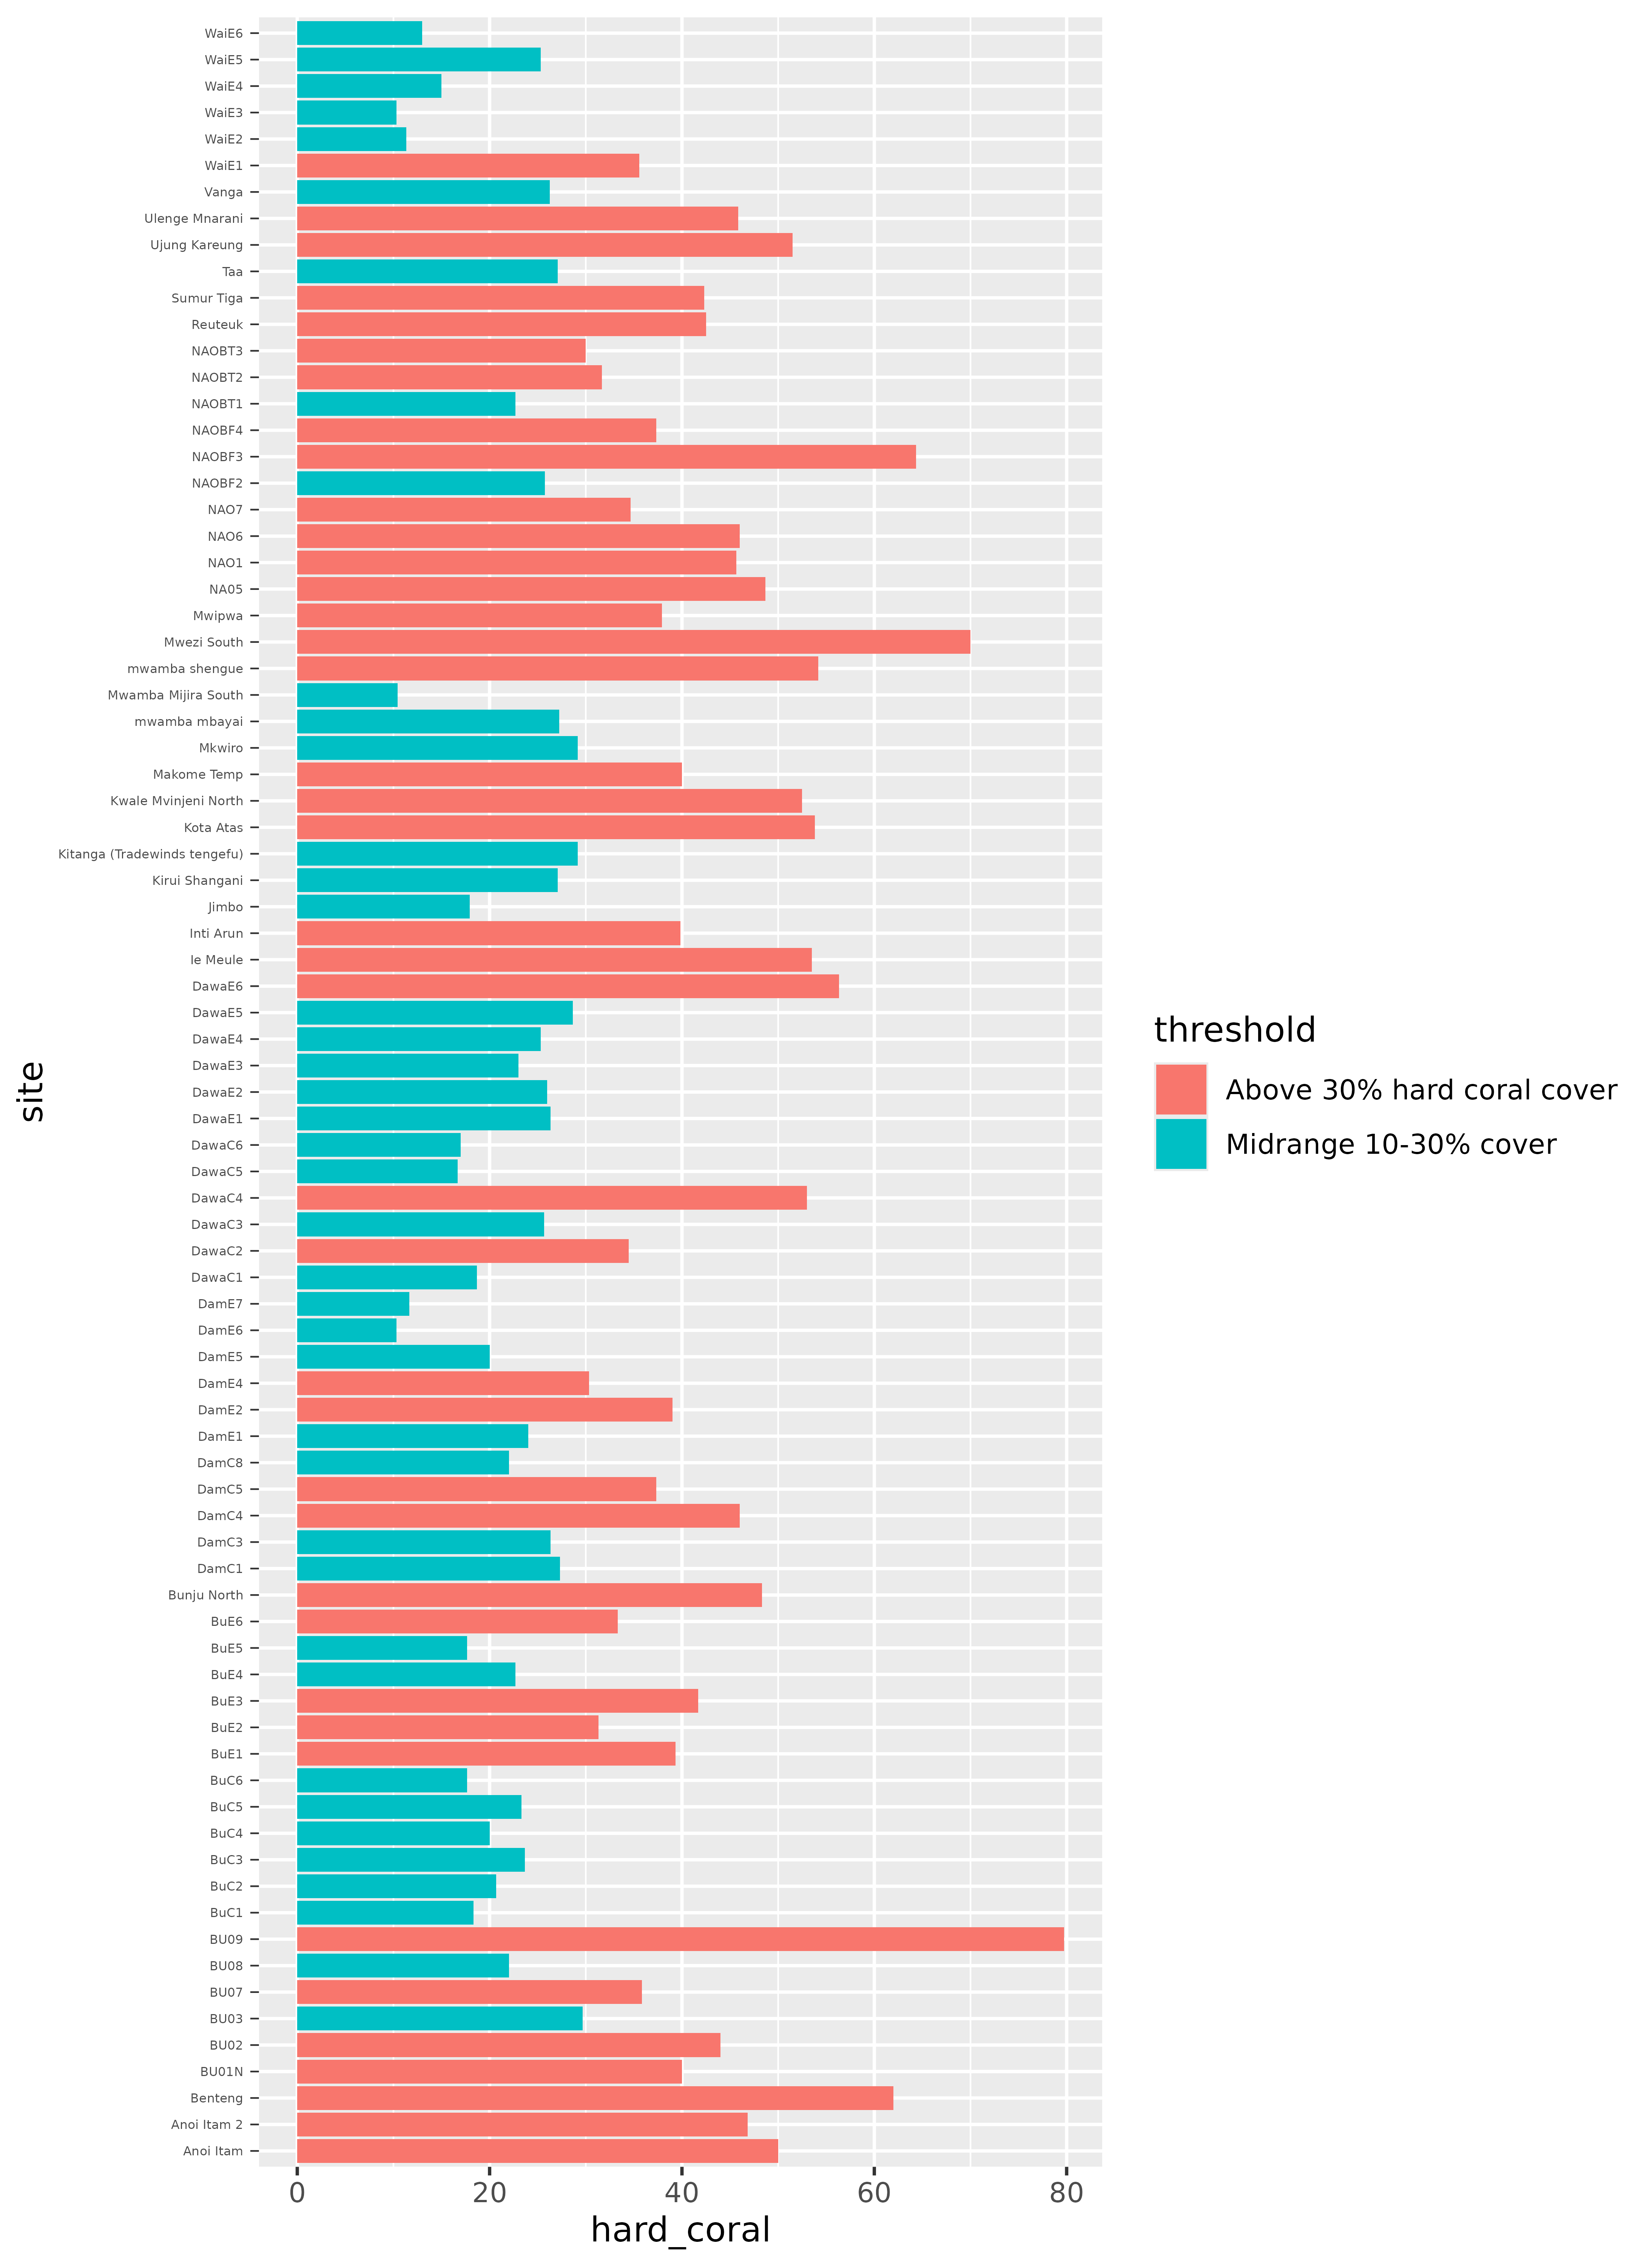 WaiE6
WaiE5
WaiE4
WaiE3
WaiE2
WaiE1
Vanga
Ulenge Mnarani
Ujung Kareung
Taa
Sumur Tiga
Reuteuk
NAOBT3
NAOBT2
NAOBT1
NAOBF4
NAOBF3
NAOBF2
NAO7
NAO6
NAO1
NA05
Mwipwa
Mwezi South
mwamba shengue
Mwamba Mijira South
mwamba mbayai
Mkwiro
Makome Temp
Kwale Mvinjeni North
Kota Atas
Kitanga (Tradewinds tengefu)
Kirui Shangani
Jimbo
Inti Arun
Ie Meule
DawaE6
DawaE5
DawaE4
DawaE3
DawaE2
DawaE1
DawaC6
DawaC5
DawaC4
DawaC3
DawaC2
DawaC1
DamE7
DamE6
DamE5
DamE4
DamE2
DamE1
DamC8
DamC5
DamC4
DamC3
DamC1
Bunju North
BuE6
BuE5
BuE4
BuE3
BuE2
BuE1
BuC6
BuC5
BuC4
BuC3
BuC2
BuC1
BU09
BU08
BU07
BU03
BU02
BU01N
Benteng
Anoi Itam 2
Anoi Itam
0 20 40 60 80
hard_coral
site
threshold
Above 30% hard coral cover
Midrange 10-30% cover